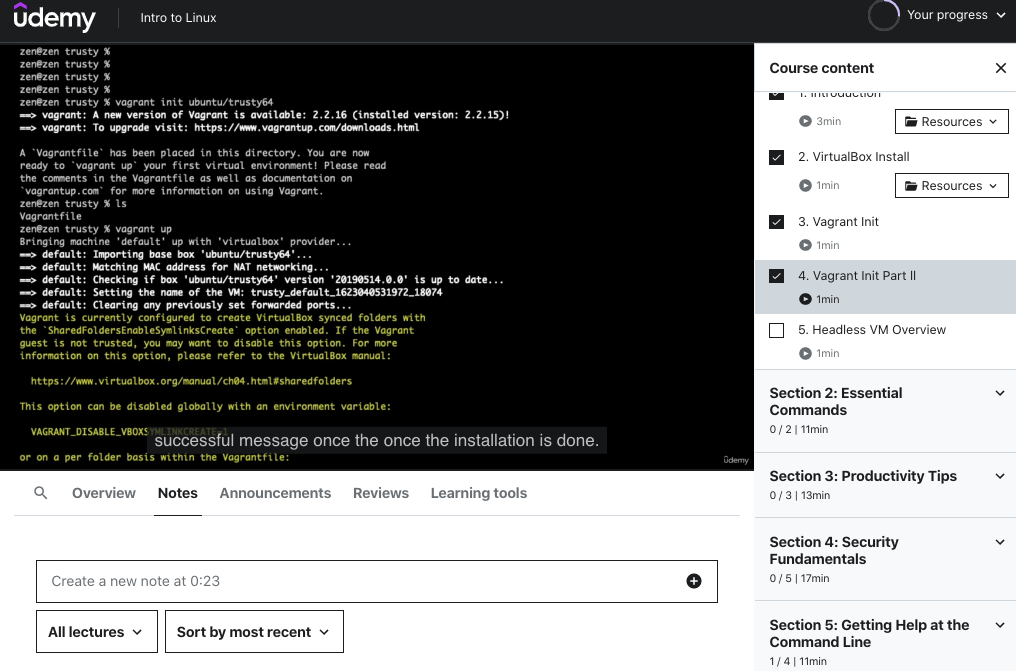 ûdemy
Intro to Linux
Your progress
zen@zen trusty %
zen@zen trusty %
zen@zen trusty %
zen@zen trusty %
zen@zen trusty % vagrant init ubuntu/trusty64
==> vagrant: A new version of Vagrant is available: 2.2.16 (installed version: 2.2.15)!
==> vagrant: To upgrade visit: https://www.vagrantup.com/downloads.html
A `Vagrantfile` has been placed in this directory. You are now
ready to `vagrant up` your first virtual environment! Please read
the comments in the Vagrantfile as well as documentation on
`vagrantup.com` for more information on using Vagrant.
zen@zen trusty % ls
Vagrantfile
zen@zen trusty % vagrant up
Bringing machine 'default' up with 'virtualbox' provider...
==> default: Importing base box 'ubuntu/trusty64'...
==> default: Matching MAC address for NAT networking...
==> default: Checking if box 'ubuntu/trusty64' version '20190514.0.0' is up to date...
==> default: Setting the name of the VM: trusty_default_1623040531972_18074
==> default: Clearing any previously set forwarded ports...
Vagrant is currently configured to create VirtualBox synced folders with
the `SharedFoldersEnableSymlinksCreate` option enabled. If the Vagrant
guest is not trusted, you may want to disable this option. For more
information on this option, please refer to the VirtualBox manual:
https://www.virtualbox.org/manual/ch04.html#sharedfolders
This option can be disabled globally with an environment variable:
VAGRANT_DISABLE_VBOXSYMLINKCREATE=1
successful message once the once the installation is done.
or on a per folder basis within the Vagrantfile:
ûdemy
Overview
Notes
Announcements
Reviews
Learning tools
Create a new note at 0:23
All lectures
Sort by most recent
Course content
1. Introduction
3min
Resources
2. VirtualBox Install
1min
Resources
3. Vagrant Init
1min
4. Vagrant Init Part II
1min
5. Headless VM Overview
1min
Section 2: Essential
Commands
0 / 2 | 11min
Section 3: Productivity Tips
0 / 3 | 13min
Section 4: Security
Fundamentals
0 / 5 | 17min
Section 5: Getting Help at the
Command Line
1 / 4 | 11min